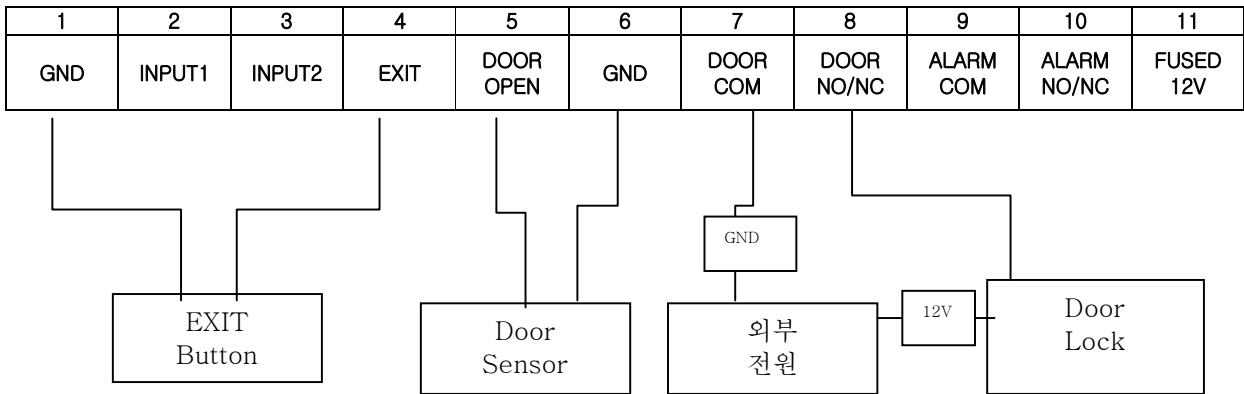 1 2 3 4 5 6 7 8 9 10 11
GND INPUT1 INPUT2 EXIT DOOR OPEN GND DOOR COM DOOR NO/NC ALARM COM ALARM NO/NC FUSED 12V
GND
12V
EXIT
Button
Door
Sensor
외부
전원
Door
Lock